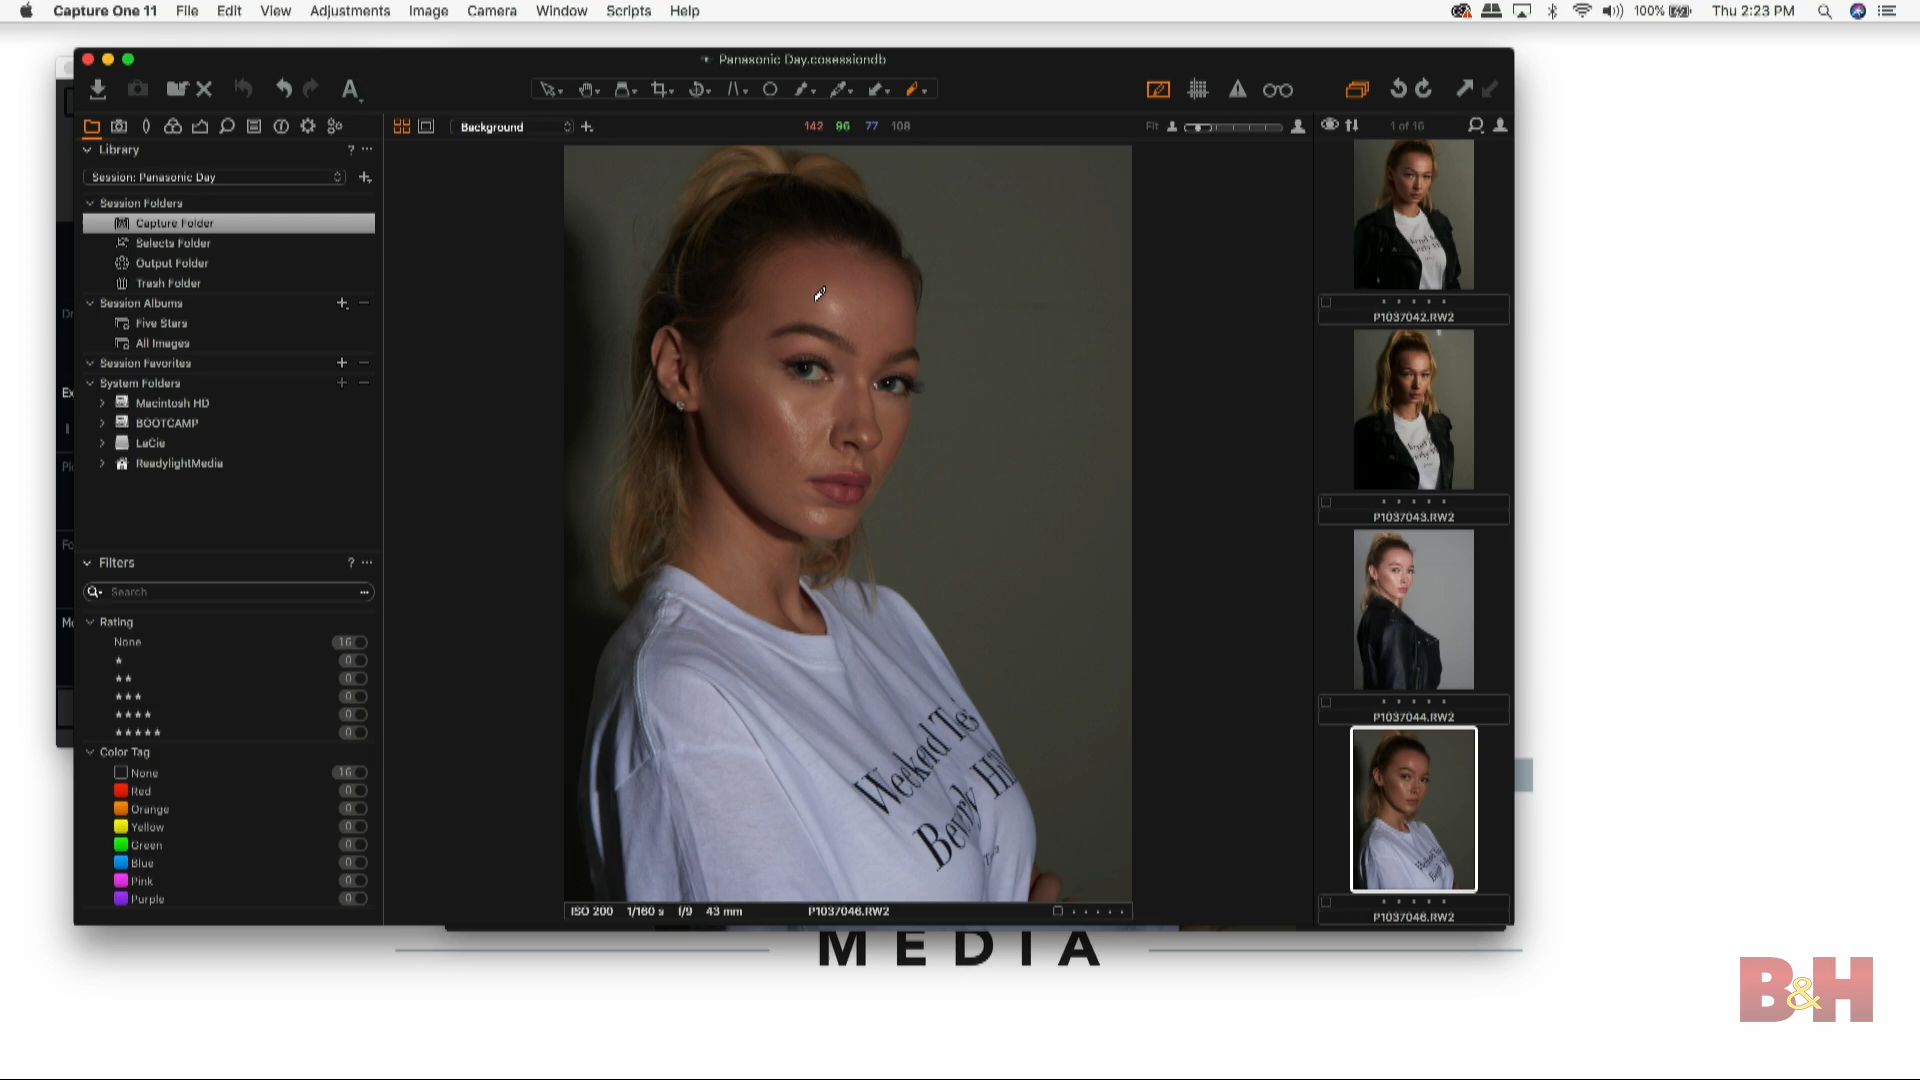 Capture One 11 File Edit View Adjustments Image Camera Window Scripts Help 100% Thu 2:23 PM
Panasonic Day.cosessiondb
A
Background 142 96 77 108 Fit 1 of 16
Library ? ...
Session: Panasonic Day
Session Folders
Capture Folder
Selects Folder
Output Folder
Trash Folder
Session Albums
Five Stars
All Images
Session Favorites
System Folders
Macintosh HD
BOOTCAMP
LaCie
ReadylightMedia
Filters ? ...
Search
Rating
None 16
★ 0
★★ 0
★★★ 0
★★★★ 0
★★★★★ 0
Color Tag
None 16
Red 0
Orange 0
Yellow 0
Green 0
Blue 0
Pink 0
Purple 0
Weekend
Beverly
ISO 200 1/160 s f/9 43 mm P1037046.RW2
P1037042.RW2
P1037043.RW2
P1037044.RW2
P1037046.RW2
MEDIA
B&H